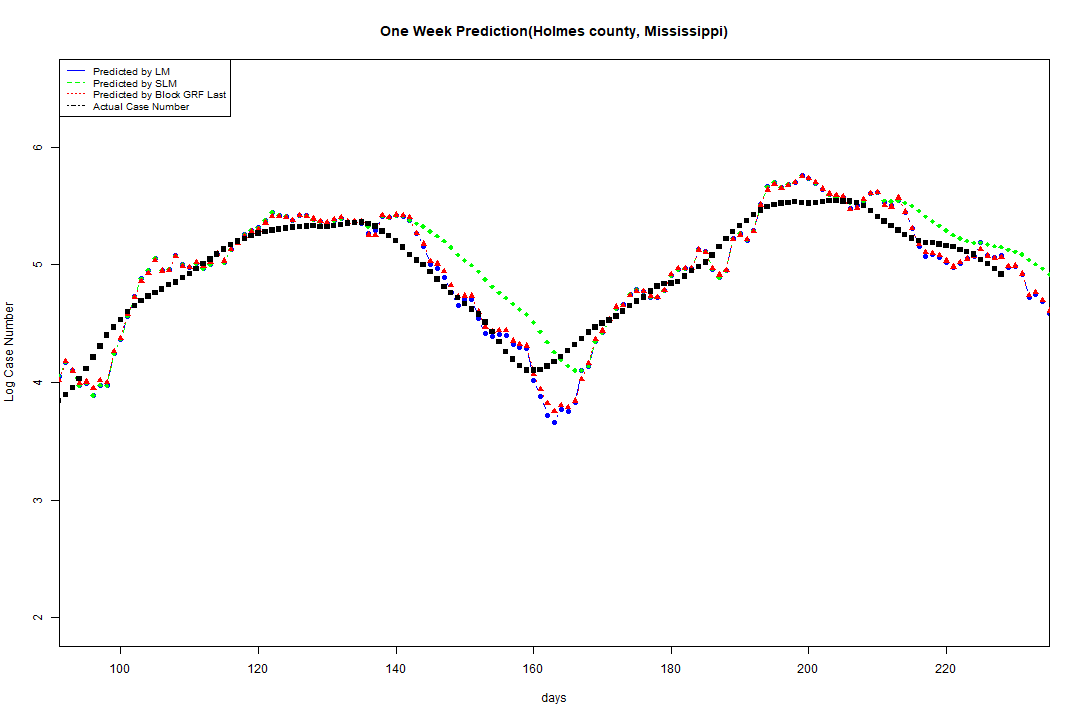 One Week Prediction(Holmes county, Mississippi)
Predicted by LM
Predicted by SLM
Predicted by Block GRF Last
Actual Case Number
6
5
4
3
2
Log Case Number
100 120 140 160 180 200 220
days